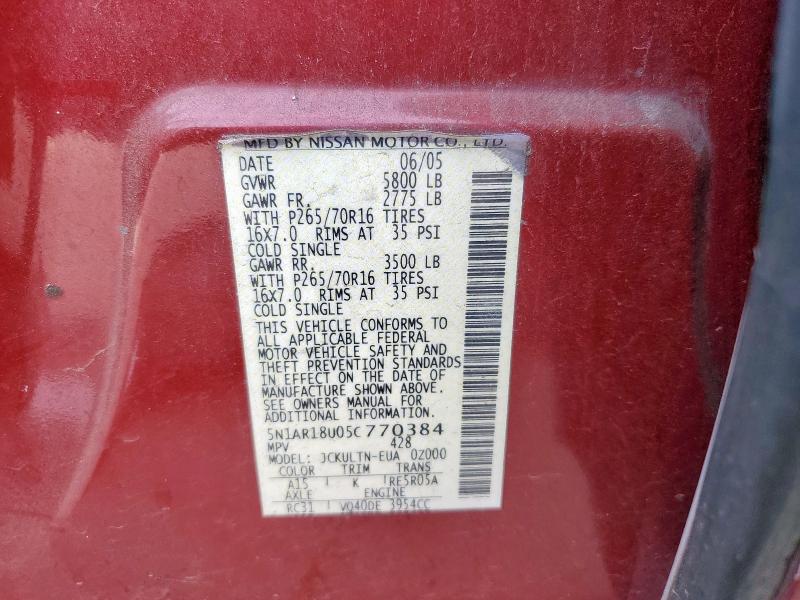 MFD BY NISSAN MOTOR CO., LTD.
DATE 06/05
GVWR 5800 LB
GAWR FR. 2775 LB
WITH P265/70R16 TIRES
16X7.0 RIMS AT 35 PSI
COLD SINGLE
GAWR RR. 3500 LB
WITH P265/70R16 TIRES
16X7.0 RIMS AT 35 PSI
COLD SINGLE
THIS VEHICLE CONFORMS TO
ALL APPLICABLE FEDERAL
MOTOR VEHICLE SAFETY AND
THEFT PREVENTION STANDARDS
IN EFFECT ON THE DATE OF
MANUFACTURE SHOWN ABOVE.
SEE OWNERS MANUAL FOR
ADDITIONAL INFORMATION.
5N1AR18U05C770384
MPV 428
MODEL: JCKULTN-EUA 0Z000
COLOR TRIM TRANS
A15 K RE5R05A
AXLE ENGINE
RC31 VQ40DE 3954CC